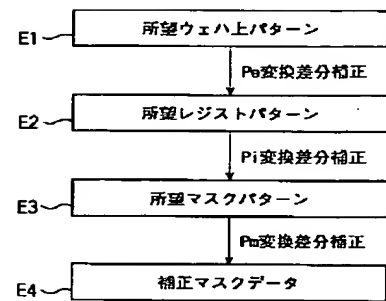 E1 所望ウェハ上パターン
Pe変換差分補正
E2 所望レジストパターン
Pi変換差分補正
E3 所望マスクパターン
Pm変換差分補正
E4 補正マスクデータ